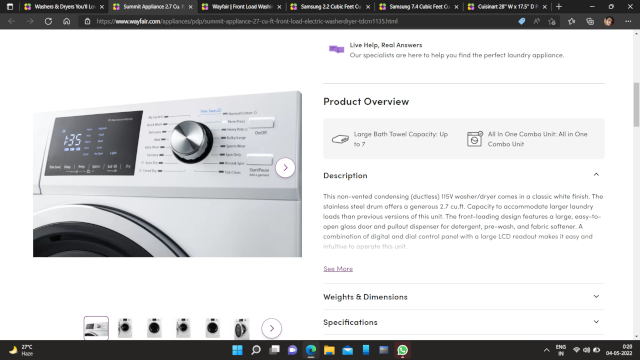 Washers & Dryers You'll Lov
Summit Appliance 2.7 Cu.
Wayfair | Front Load Washin
Samsung 2.2 Cubic Feet Cu
Samsung 7.4 Cubic Feet Cu
Cuisinart 28" W x 17.5" D P
https://www.wayfair.com/appliances/pdp/summit-appliance-27-cu-ft-front-load-electric-washerdryer-tdcm1135.html
Live Help, Real Answers
Our specialists are here to help you find the perfect laundry appliance.
Product Overview
Large Bath Towel Capacity: Up
to 7
All In One Combo Unit: All in One
Combo Unit
Description
This non-vented condensing (ductless) 115V washer/dryer comes in a classic white finish. The
stainless steel drum offers a generous 2.7 cu.ft. Capacity to accommodate larger laundry
loads than previous versions of this unit. The front-loading design features a large, easy-to-
open glass door and pullout dispenser for detergent, pre-wash, and fabric softener. A
combination of digital and dial control panel with a large LCD readout makes it easy and
intuitive to operate this unit.
See More
Weights & Dimensions
Specifications
1:35
On/Off
Start/Pause
27°C
Haze
ENG
IN
0:20
04-05-2022